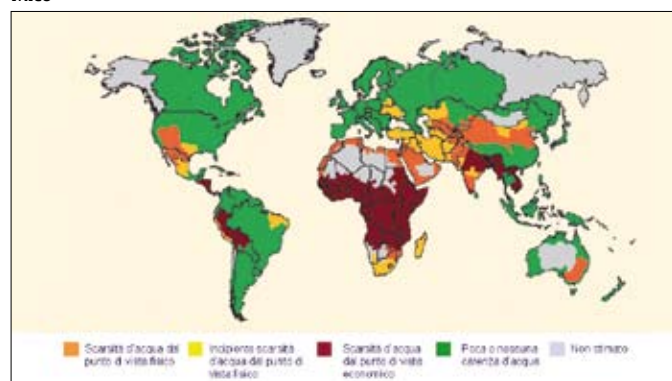 Scarsità d'acqua dal
punto di vista fisico
Incipiente scarsità
d'acqua dal punto di
vista fisico
Scarsità d'acqua
dal punto di vista
economico
Poca o nessuna
carenza d'acqua
Non stimato